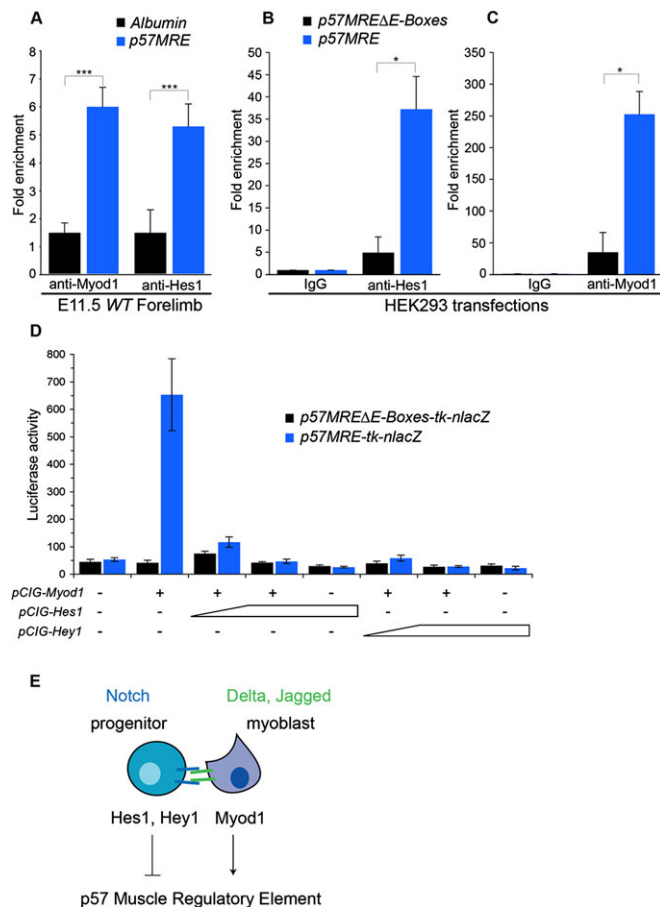 A
Albumin
p57MRE
Fold enrichment
8
7
6
5
4
3
2
1
0
***
***
anti-Myod1 anti-Hes1
E11.5 WT Forelimb
B
p57MREΔE-Boxes
p57MRE
Fold enrichment
50
45
40
35
30
25
20
15
10
5
0
*
IgG anti-Hes1
C
Fold enrichment
350
300
250
200
150
100
50
0
*
IgG anti-Myod1
HEK293 transfections
D
Luciferase activity
800
700
600
500
400
300
200
100
0
p57MREΔE-Boxes-tk-nlacZ
p57MRE-tk-nlacZ
pCIG-Myod1 - + + + - + + -
pCIG-Hes1 - -
pCIG-Hey1 - - - - -
E
Notch Delta, Jagged
progenitor myoblast
Hes1, Hey1 Myod1
p57 Muscle Regulatory Element